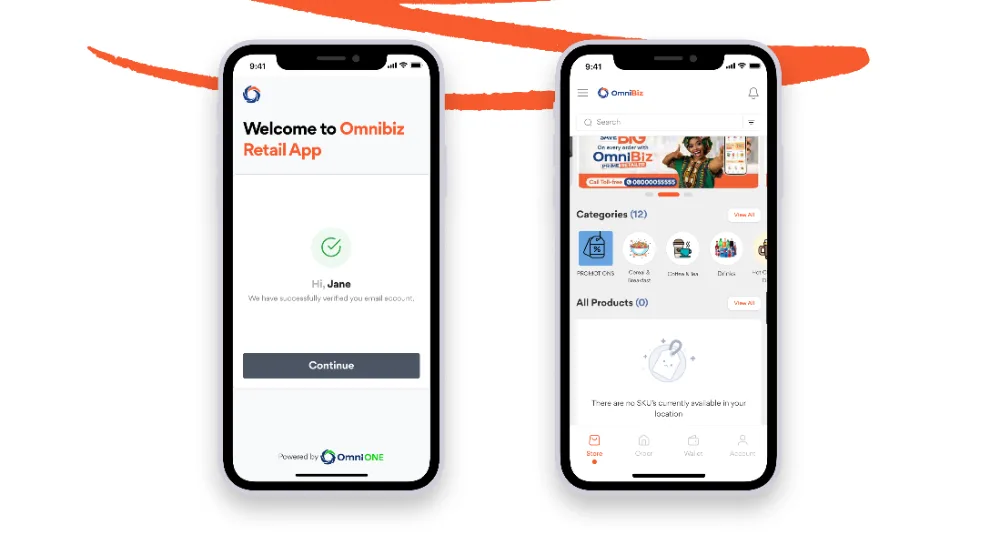 9:41
Welcome to Omnibiz
Retail App
Hi, Jane
We have successfully verified you email account.
Continue
Powered by OmniONE
9:41
OmniBiz
Search
SAVE BIG
On every order with
OmniBiz
PRIME RETAILER
Call Toll-free 08000055555
Categories (12)
View All
%
PROMOTIONS
Cereal &
Breakfast
Coffee & Tea
Drinks
All Products (0)
View All
There are no SKU's currently available in your
location
Store
Order
Wallet
Account